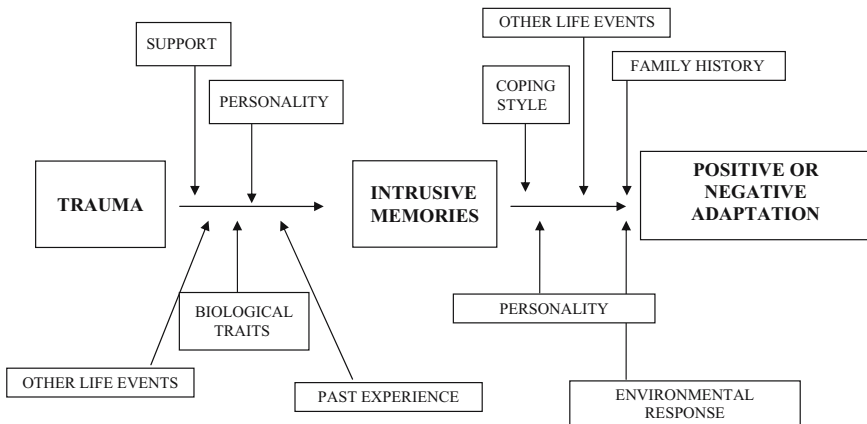 OTHER LIFE EVENTS
SUPPORT
FAMILY HISTORY
PERSONALITY
COPING
STYLE
TRAUMA
INTRUSIVE
MEMORIES
POSITIVE OR
NEGATIVE
ADAPTATION
BIOLOGICAL
TRAITS
PERSONALITY
OTHER LIFE EVENTS
PAST EXPERIENCE
ENVIRONMENTAL
RESPONSE